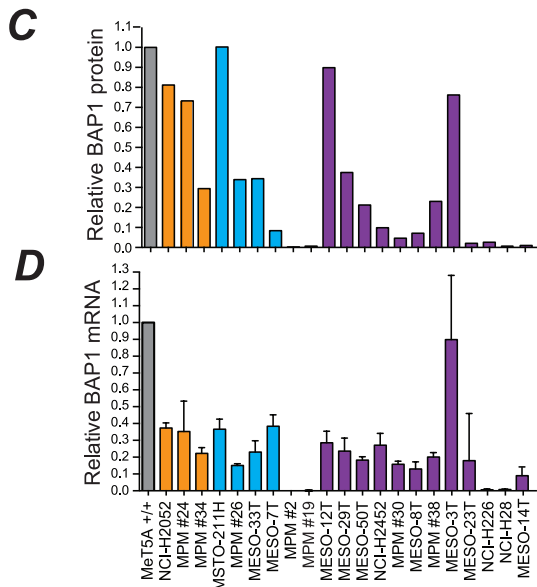 C
Relative BAP1 protein
1.0
0.9
0.8
0.7
0.6
0.5
0.4
0.3
0.2
0.1
0.0
D
Relative BAP1 mRNA
1.3
1.2
1.1
1.0
0.9
0.8
0.7
0.6
0.5
0.4
0.3
0.2
0.1
0.0
MeT5A +/+
NCI-H2052
MPM #24
MPM #34
MSTO-211H
MPM #26
MESO-33T
MESO-7T
MPM #2
MPM #19
MESO-12T
MESO-29T
MESO-50T
NCI-H2452
MPM #30
MESO-8T
MPM #38
MESO-3T
MESO-23T
NCI-H226
NCI-H28
MESO-14T